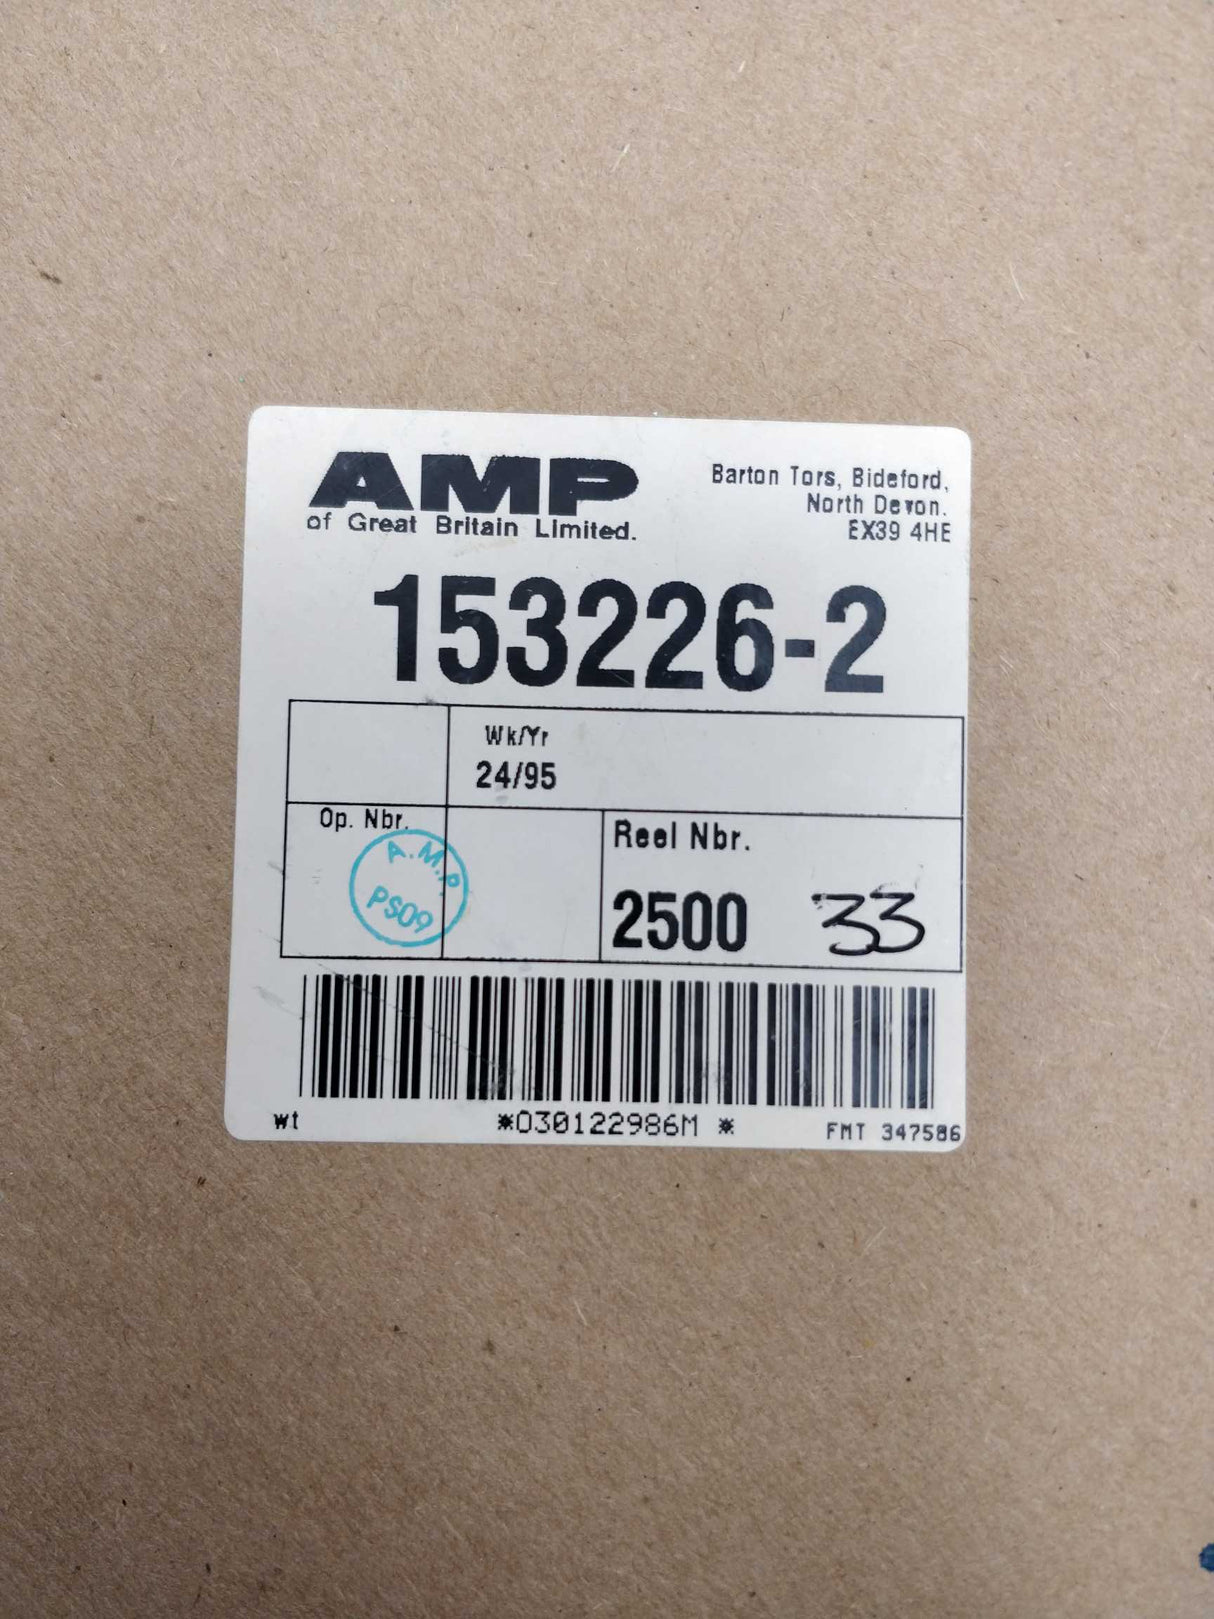 AMP
of Great Britain Limited.
Barton Tors, Bideford,
North Devon.
EX39 4HE
153226-2
Wk/Yr
24/95
Op. Nbr.
A.M.P.
PS09
Reel Nbr.
2500 33
wt
*030122986M *
FMT 347586